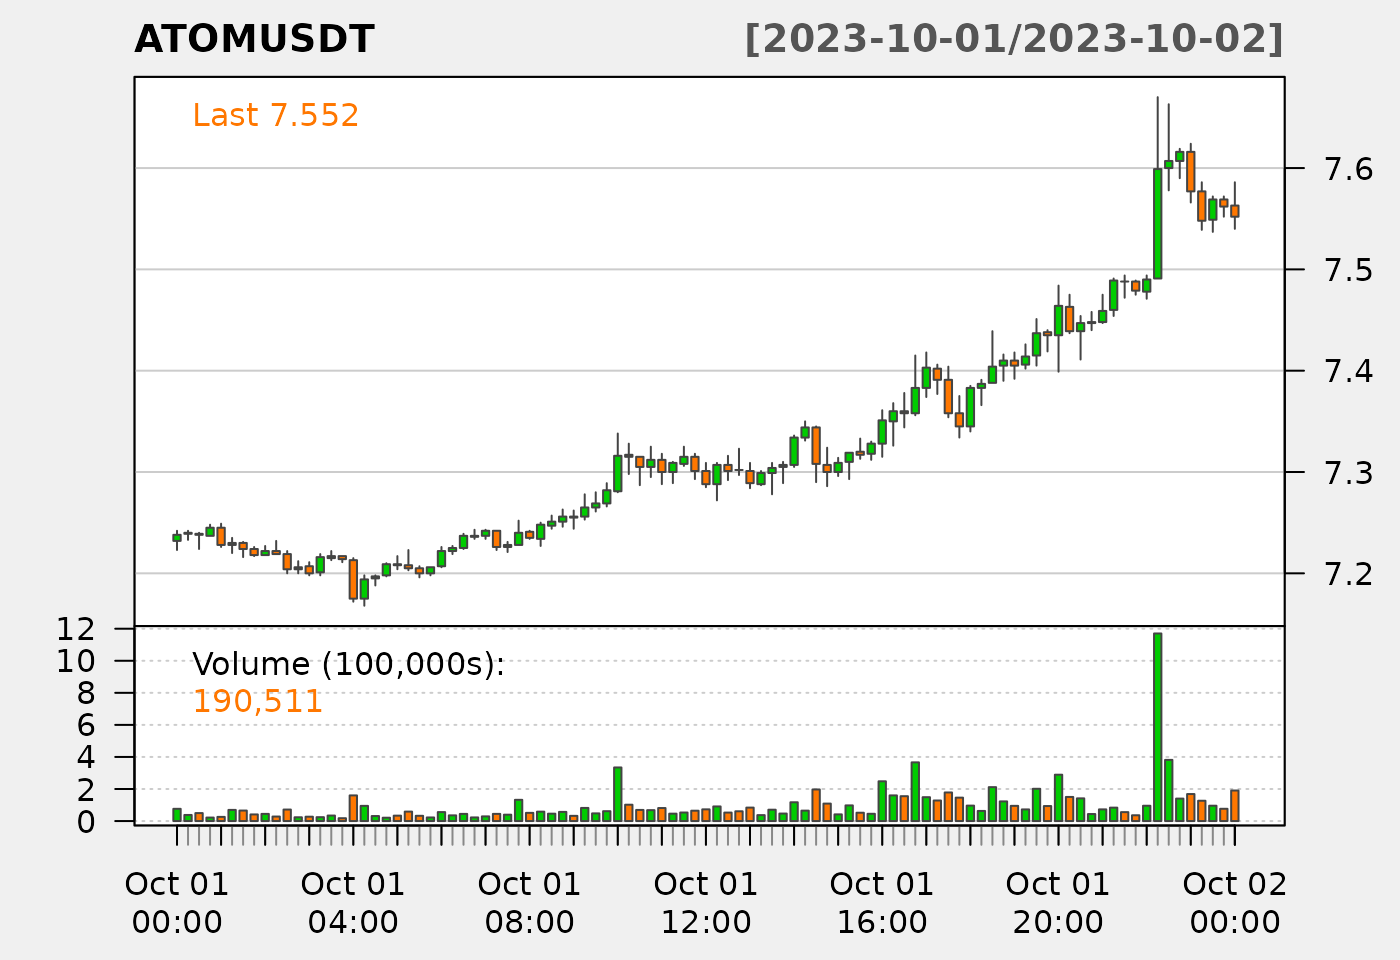 ATOMUSDT [2023-10-01/2023-10-02]
Last 7.552
7.6
7.5
7.4
7.3
7.2
12
10
8
6
4
2
0
Volume (100,000s):
190,511
Oct 01 Oct 01 Oct 01 Oct 01 Oct 01 Oct 01 Oct 02
00:00 04:00 08:00 12:00 16:00 20:00 00:00